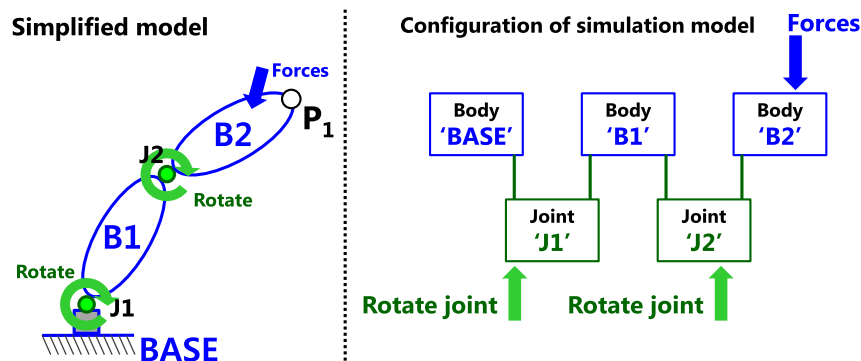 Simplified model
Forces
B2
P1
J2
Rotate
B1
Rotate
J1
BASE
Configuration of simulation model
Forces
Body
'BASE'
Body
'B1'
Body
'B2'
Joint
'J1'
Joint
'J2'
Rotate joint
Rotate joint